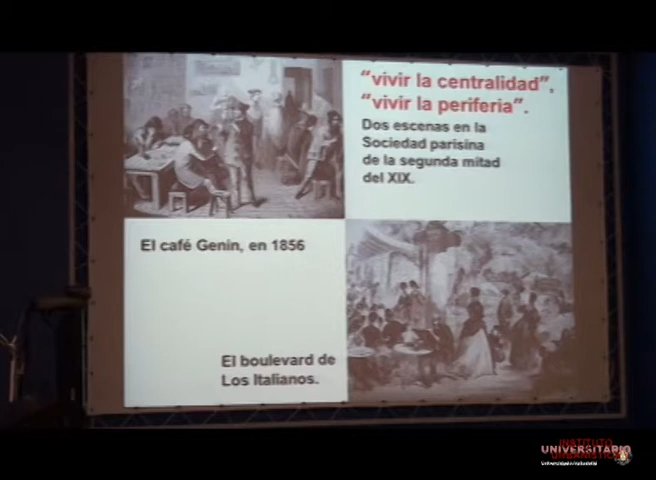 "vivir la centralidad",
"vivir la periferia".
Dos escenas en la
Sociedad parisina
de la segunda mitad
del XIX.
El café Genin, en 1856
El boulevard de
Los Italianos.
INSTITUTO
UNIVERSITARIO